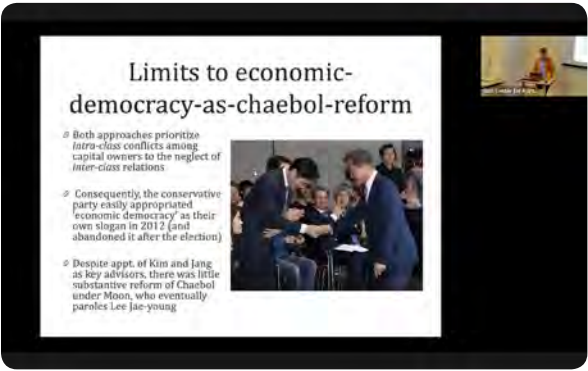 Limits to economic-
democracy-as-chaebol-reform
Both approaches prioritize
intra-class conflicts among
capital owners to the neglect of
inter-class relations
Consequently, the conservative
party easily appropriated
'economic democracy' as their
own slogan in 2012 (and
abandoned it after the election)
Despite appt. of Kim and Jang
as key advisors, there was little
substantive reform of Chaebol
under Moon, who eventually
paroles Lee Jae-young